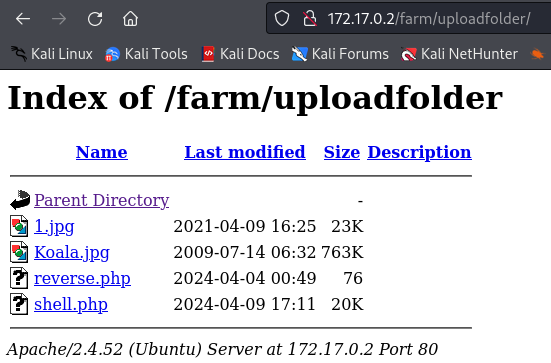 172.17.0.2/farm/uploadfolder/
Kali Linux Kali Tools Kali Docs Kali Forums Kali NetHunter
Index of /farm/uploadfolder
Name Last modified Size Description
Parent Directory -
1.jpg 2021-04-09 16:25 23K
Koala.jpg 2009-07-14 06:32 763K
reverse.php 2024-04-04 00:49 76
shell.php 2024-04-09 17:11 20K
Apache/2.4.52 (Ubuntu) Server at 172.17.0.2 Port 80